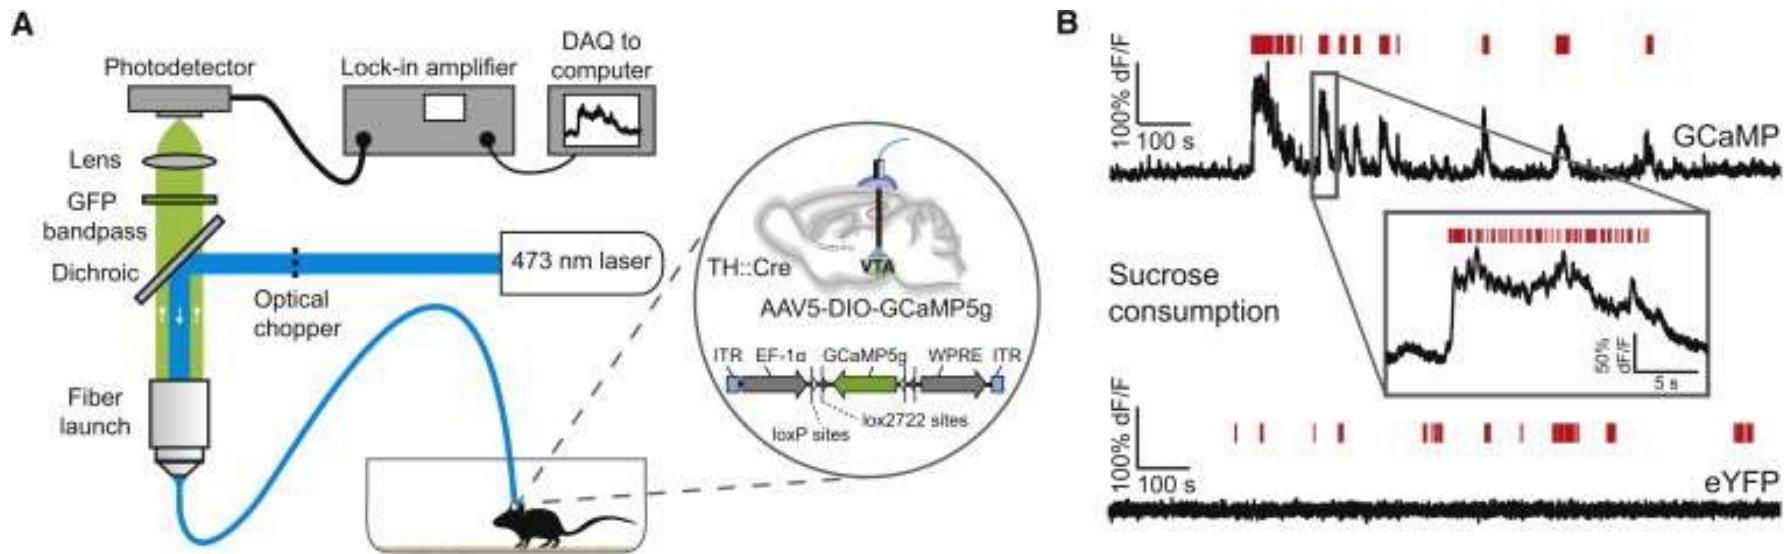 A
Photodetector
Lock-in amplifier
DAQ to
computer
Lens
GFP
bandpass
Dichroic
473 nm laser
Optical
chopper
Fiber
launch
TH::Cre
VTA
AAV5-DIO-GCaMP5g
ITR EF-1α GCaMP5g WPRE ITR
loxP sites
lox2722 sites
B
100% dF/F
100 s
GCaMP
Sucrose
consumption
50%
dF/F
5 s
100% dF/F
100 s
eYFP